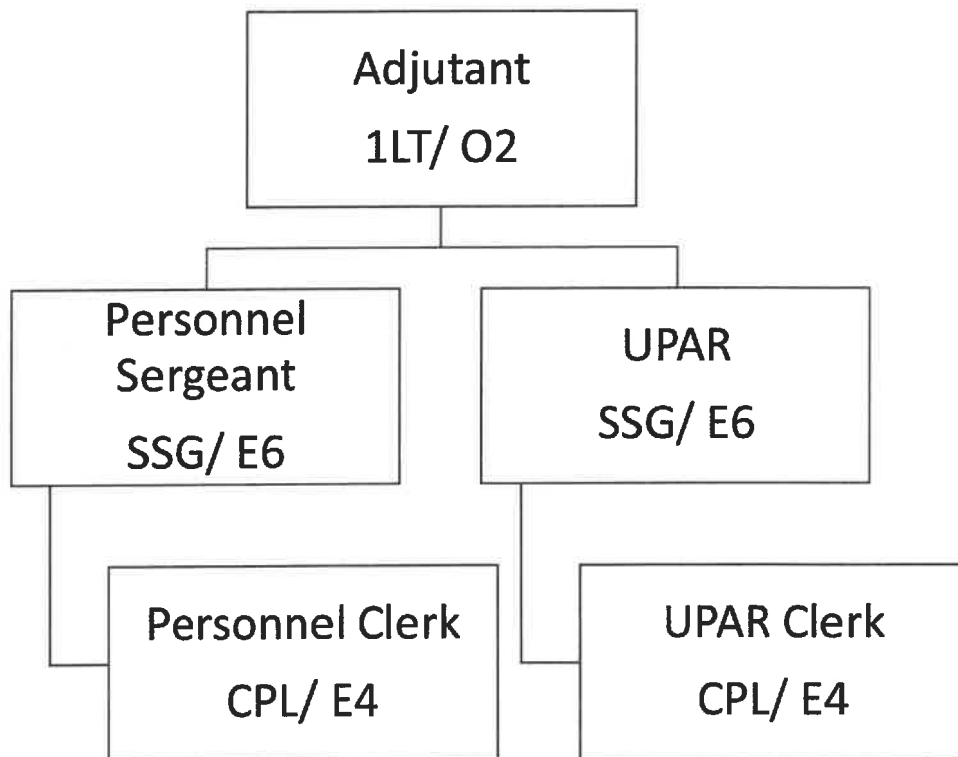 Adjutant
1LT/ O2
Personnel
Sergeant
SSG/ E6
UPAR
SSG/ E6
Personnel Clerk
CPL/ E4
UPAR Clerk
CPL/ E4